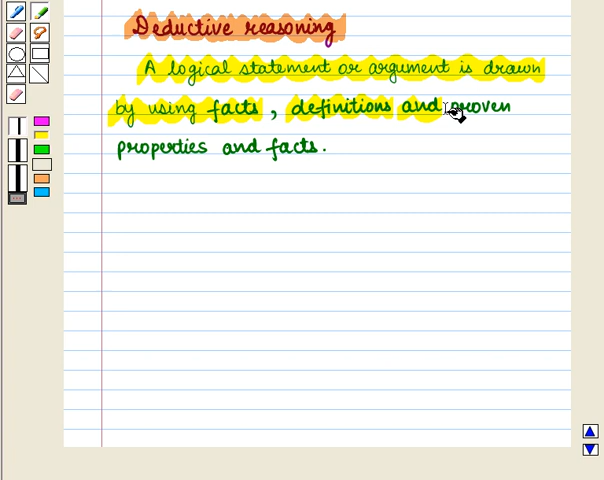 Deductive reasoning
A logical statement or argument is drawn
by using facts, definitions and proven
properties and facts.